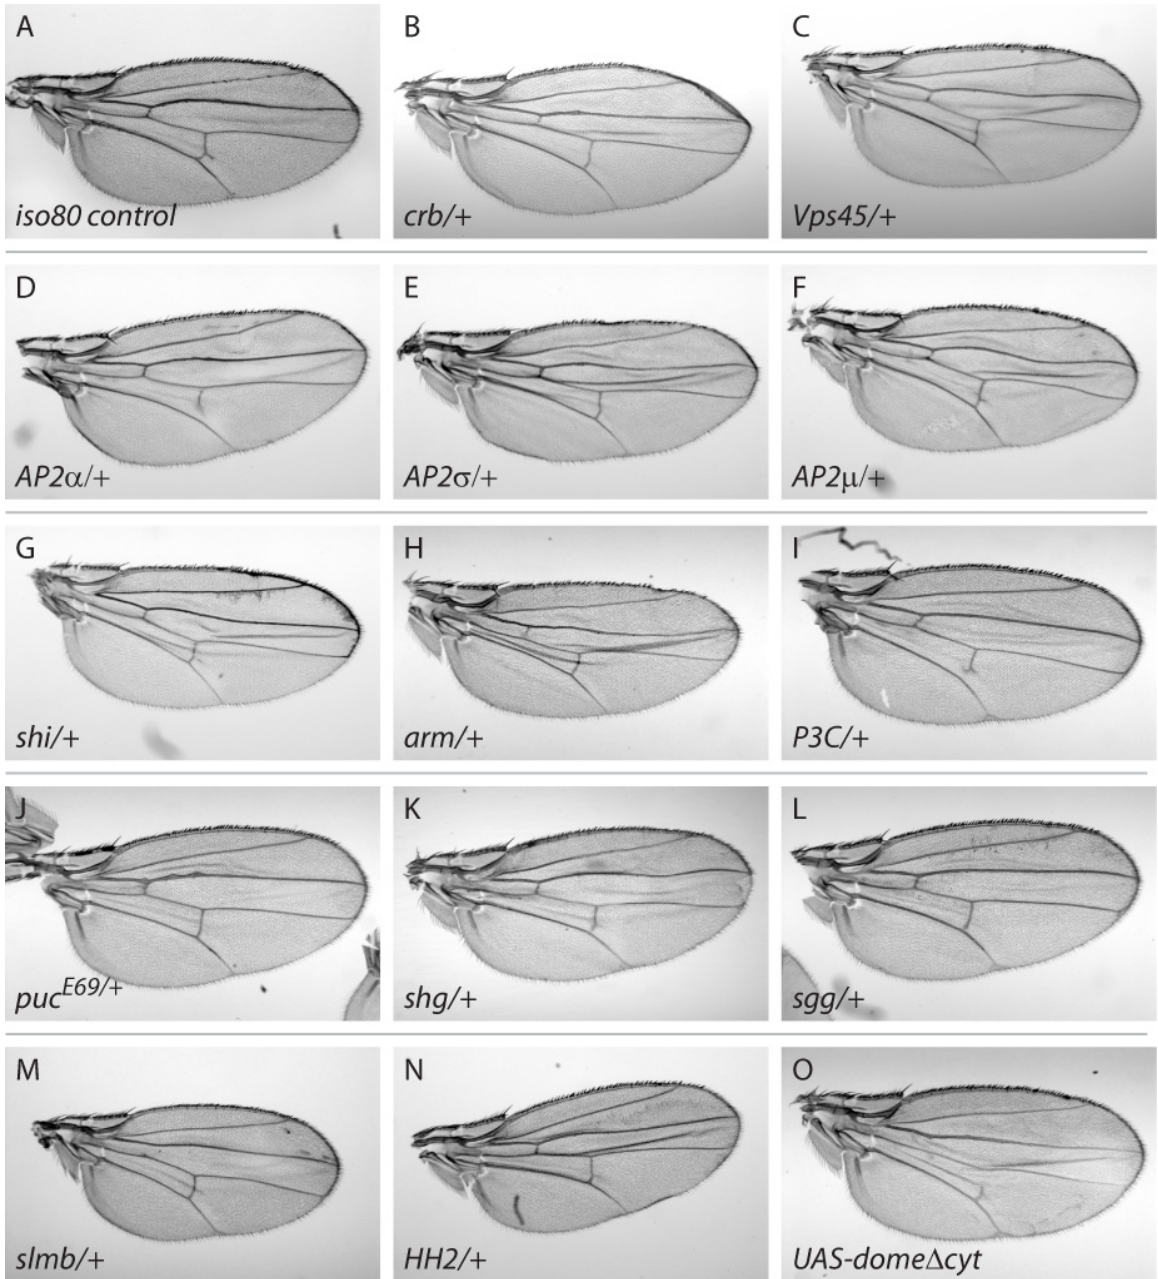 A B C
iso80 control crb/+ Vps45/+
D E F
AP2α/+ AP2σ/+ AP2μ/+
G H I
shi/+ arm/+ P3C/+
J K L
puc^E69/+ shg/+ sgg/+
M N O
slmb/+ HH2/+ UAS-domeΔcyt